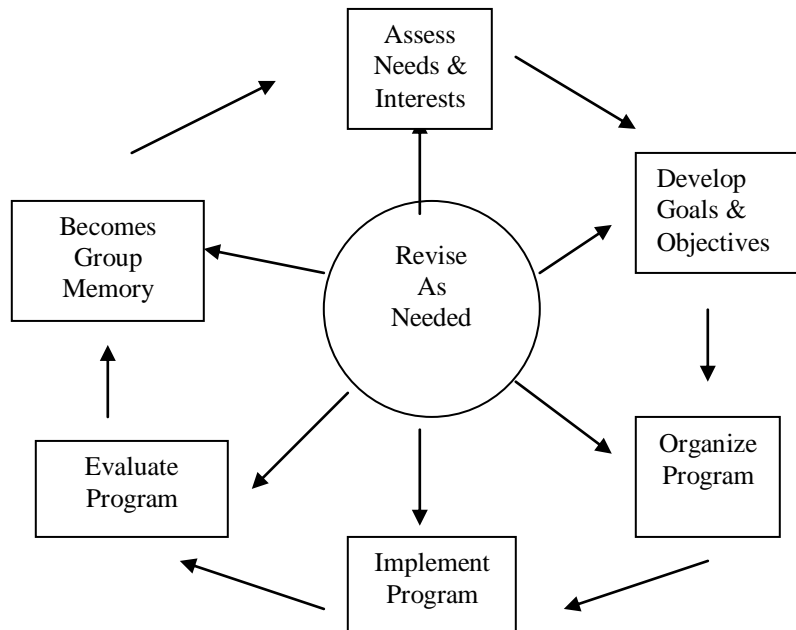 Assess
Needs &
Interests
Develop
Goals &
Objectives
Becomes
Group
Memory
Revise
As
Needed
Organize
Program
Evaluate
Program
Implement
Program